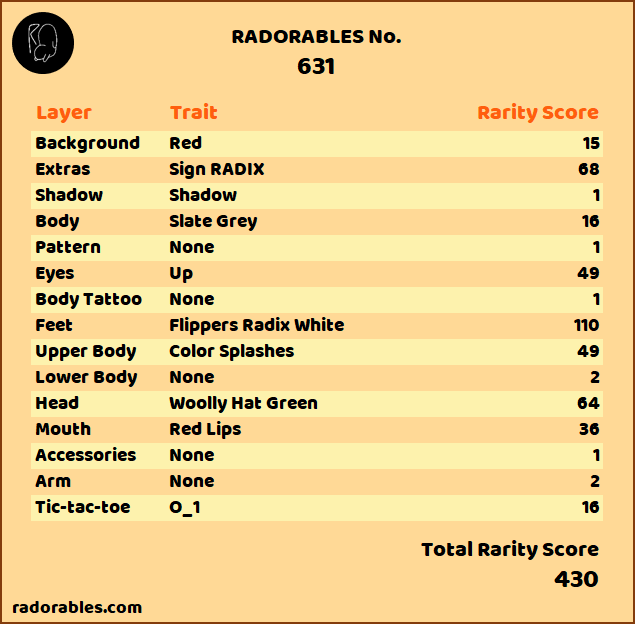 RADORABLES No.
631
Layer Trait Rarity Score
Background Red 15
Extras Sign RADIX 68
Shadow Shadow 1
Body Slate Grey 16
Pattern None 1
Eyes Up 49
Body Tattoo None 1
Feet Flippers Radix White 110
Upper Body Color Splashes 49
Lower Body None 2
Head Woolly Hat Green 64
Mouth Red Lips 36
Accessories None 1
Arm None 2
Tic-tac-toe O_1 16
Total Rarity Score
430
radorables.com